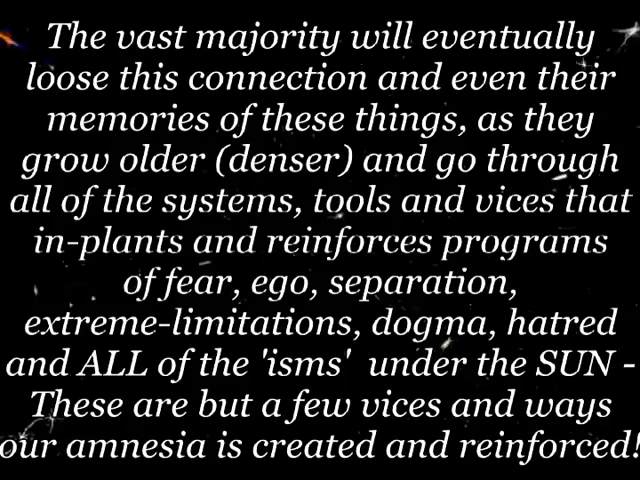 The vast majority will eventually
loose this connection and even their
memories of these things, as they
grow older (denser) and go through
all of the systems, tools and vices that
in-plants and reinforces programs
of fear, ego, separation,
extreme-limitations, dogma, hatred
and ALL of the 'isms'  under the SUN -
These are but a few vices and ways
our amnesia is created and reinforced!